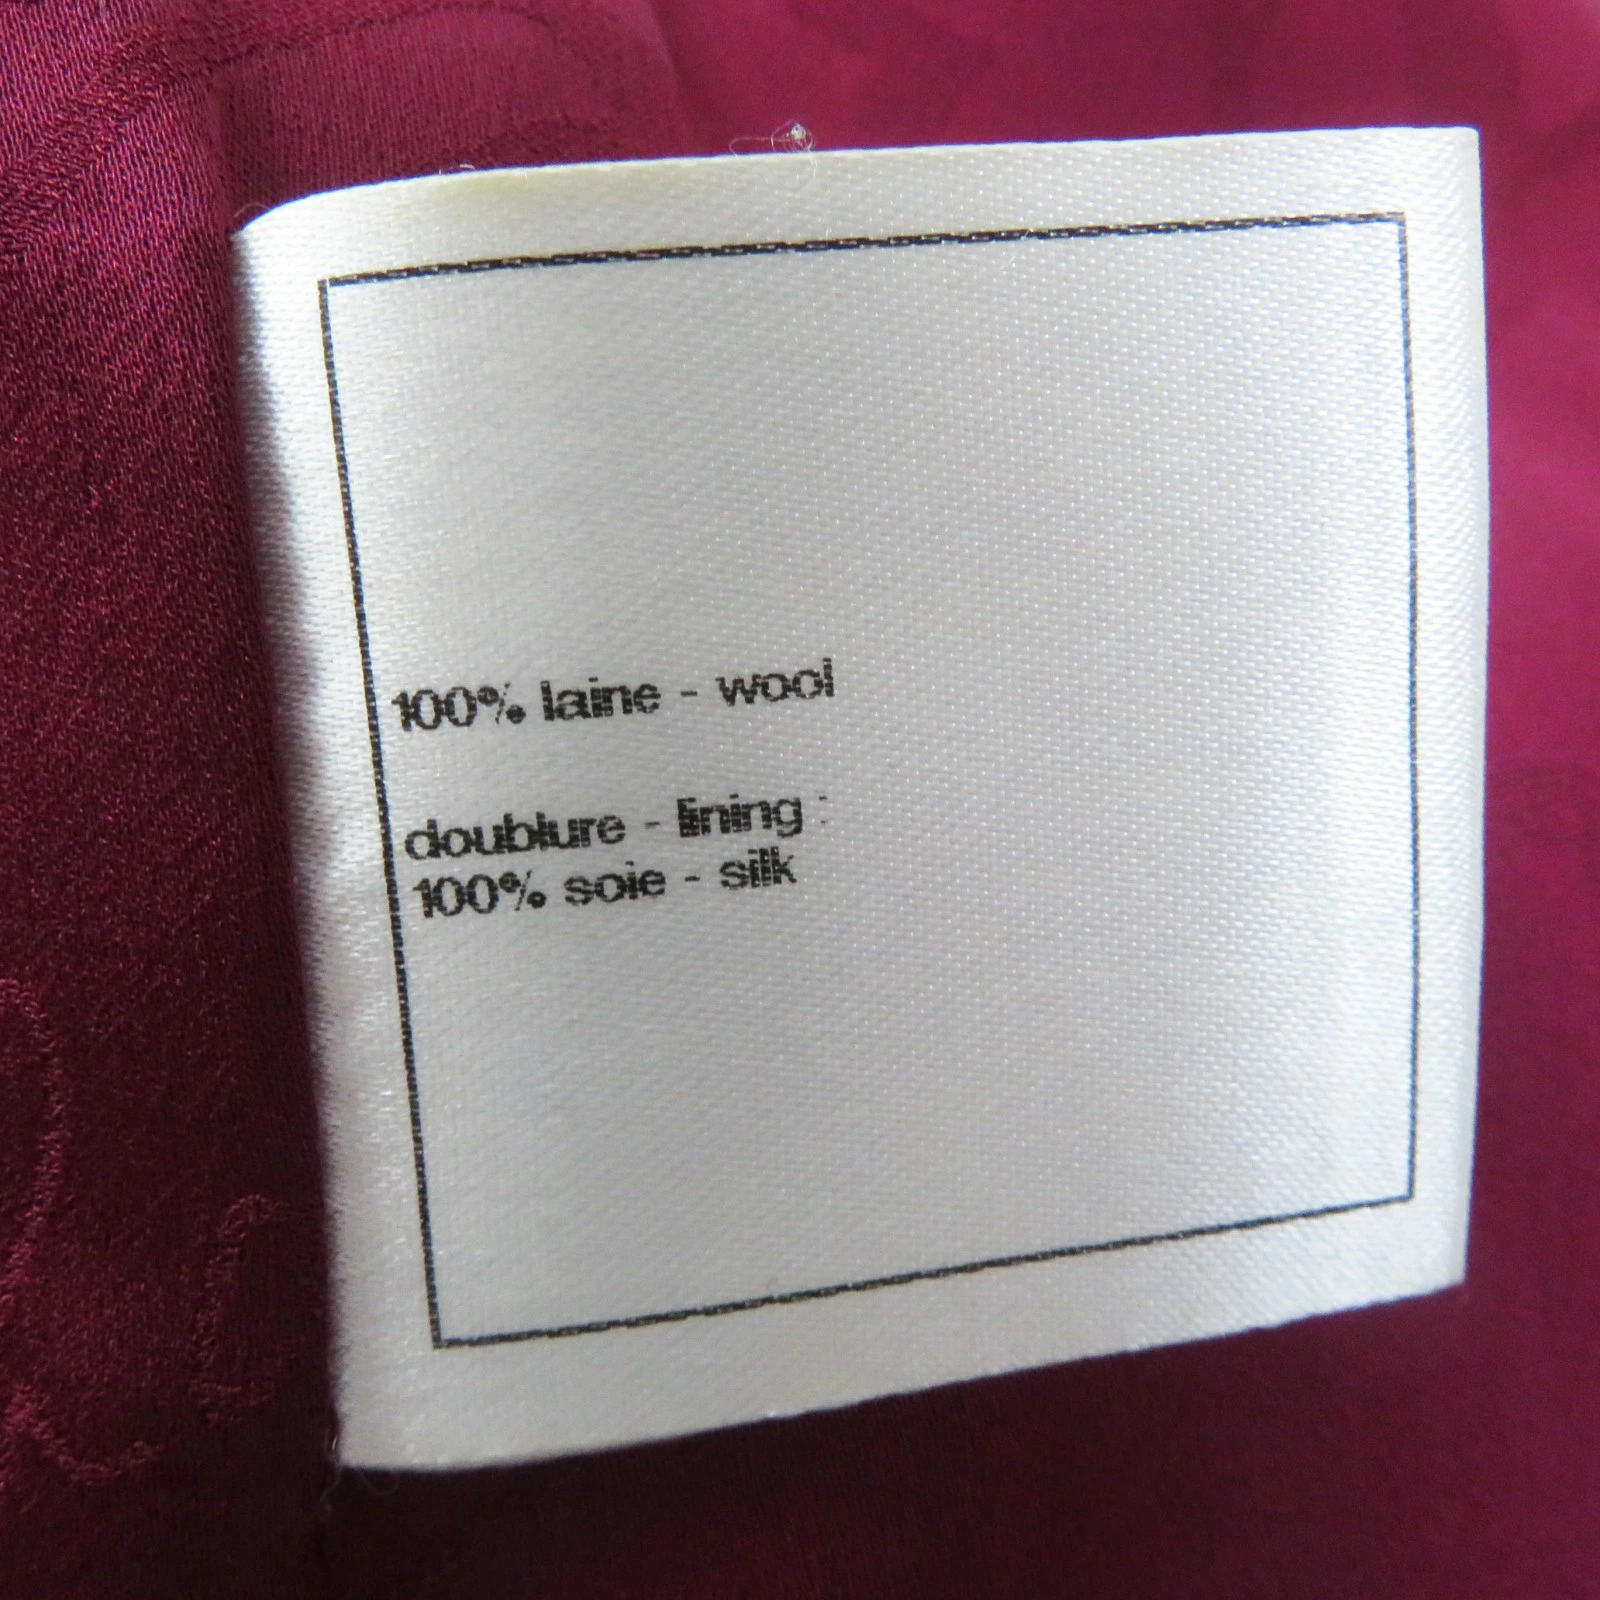 100% laine - wool
doublure - lining :
100% soie - silk